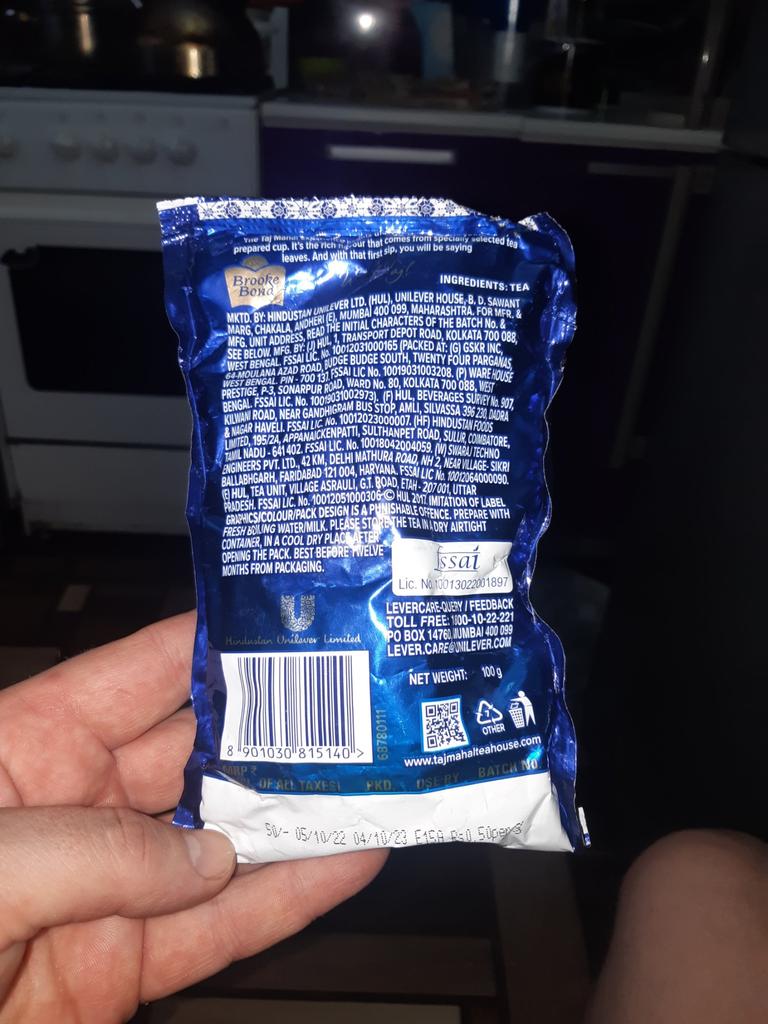 The Taj Mahal
prepared cup. It's the rich flavour that comes from specially selected tea
leaves. And with that first sip, you will be saying
Brooke
Bond
INGREDIENTS: TEA
MKTD. BY: HINDUSTAN UNILEVER LTD. (HUL), UNILEVER HOUSE, B. D. SAWANT
MARG, CHAKALA, ANDHERI (E), MUMBAI 400 099, MAHARASHTRA. FOR MFR. &
MFG. UNIT ADDRESS, READ THE INITIAL CHARACTERS OF THE BATCH No. &
SEE BELOW. MFG. BY: (J) HUL 1, TRANSPORT DEPOT ROAD, KOLKATA 700 088,
WEST BENGAL. FSSAI LIC. No. 10012031000165 (PACKED AT: (G) GSKR INC,
64-MOULANA AZAD ROAD, BUDGE BUDGE SOUTH, TWENTY FOUR PARGANAS,
WEST BENGAL. PIN - 700 137. FSSAI LIC. No. 10019031003208. (P) WARE HOUSE
PRESTIGE, P-3, SONARPUR ROAD, WARD No. 80, KOLKATA 700 088, WEST
BENGAL. FSSAI LIC. No. 10019031002973). (F) HUL, BEVERAGES SURVEY No. 907,
KILWANI ROAD, NEAR GANDHIGRAM BUS STOP, AMLI, SILVASSA 396 230, DADRA
& NAGAR HAVELI. FSSAI LIC. No. 10012023000007. (HF) HINDUSTAN FOODS
LIMITED, 195/2A, APPANAICKENPATTI, SULTHANPET ROAD, SULUR, COIMBATORE,
TAMIL NADU - 641 402. FSSAI LIC. No. 10018042004059. (W) SWARAJ TECHNO
ENGINEERS PVT. LTD., 42 KM, DELHI MATHURA ROAD, NH 2, NEAR VILLAGE- SIKRI
BALLABHGARH, FARIDABAD 121 004, HARYANA. FSSAI LIC. No. 10012064000090.
(E) HUL, TEA UNIT, VILLAGE ASRAULI, G.T. ROAD, ETAH - 207 001, UTTAR
PRADESH. FSSAI LIC. No. 10012051000306 © HUL 2017. IMITATION OF LABEL
GRAPHICS/COLOUR/PACK DESIGN IS A PUNISHABLE OFFENCE. PREPARE WITH
FRESH BOILING WATER/MILK. PLEASE STORE THE TEA IN A DRY AIRTIGHT
CONTAINER, IN A COOL DRY PLACE AFTER
OPENING THE PACK. BEST BEFORE TWELVE
MONTHS FROM PACKAGING.
fssai
Lic. No. 10013022001897
LEVERCARE-QUERY / FEEDBACK
TOLL FREE: 1800-10-22-221
PO BOX 14760, MUMBAI 400 099
LEVER.CARE@UNILEVER.COM
Hindustan Unilever Limited
NET WEIGHT: 100 g
8 901030 815140 >
68780111
7
OTHER
www.tajmahalteahouse.com
MRP ₹
OF ALL TAXES) PKD. USE BY BATCH NO.
50/- 05/10/22 04/10/23 E15A Rs0.50per g